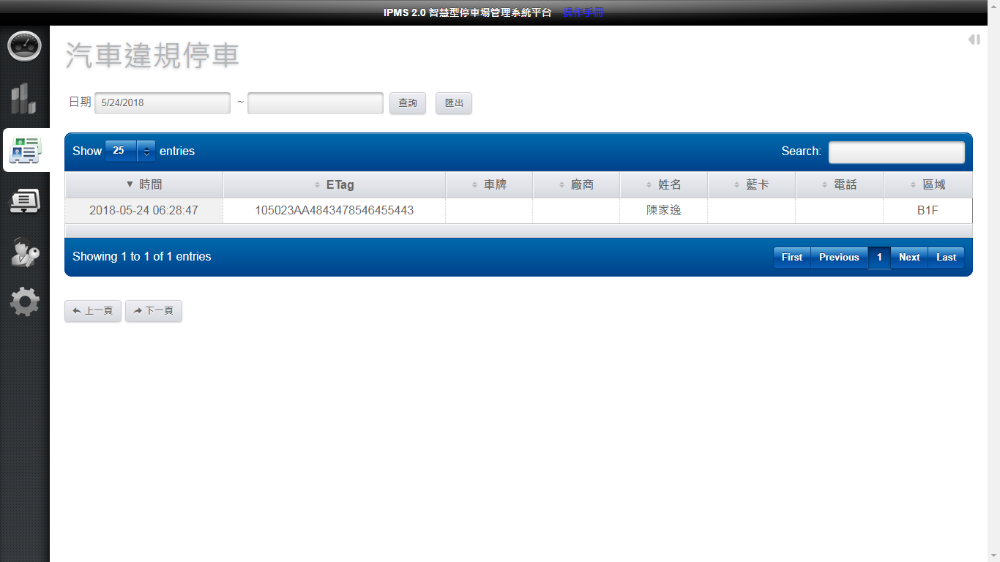 IPMS 2.0 智慧型停車場管理系統平台 操作手冊
汽車違規停車
日期 5/24/2018 ~ 查詢 匯出
Show 25 entries Search:
時間 ETag 車牌 廠商 姓名 藍卡 電話 區域
2018-05-24 06:28:47 105023AA4843478546455443 陳家逸 B1F
Showing 1 to 1 of 1 entries First Previous 1 Next Last
上一頁 下一頁